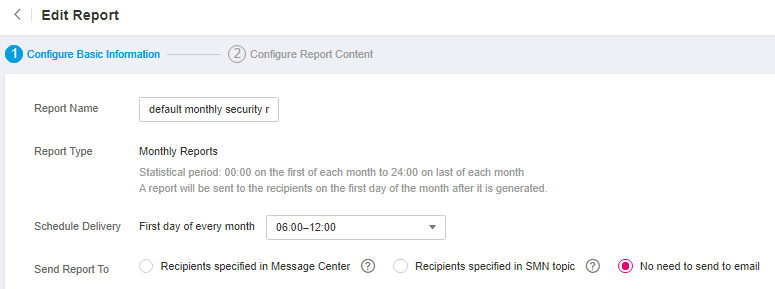 Edit Report
1 Configure Basic Information 2 Configure Report Content
Report Name default monthly security r
Report Type Monthly Reports
Statistical period: 00:00 on the first of each month to 24:00 on last of each month
A report will be sent to the recipients on the first day of the month after it is generated.
Schedule Delivery First day of every month 06:00–12:00
Send Report To Recipients specified in Message Center ? Recipients specified in SMN topic ? No need to send to email